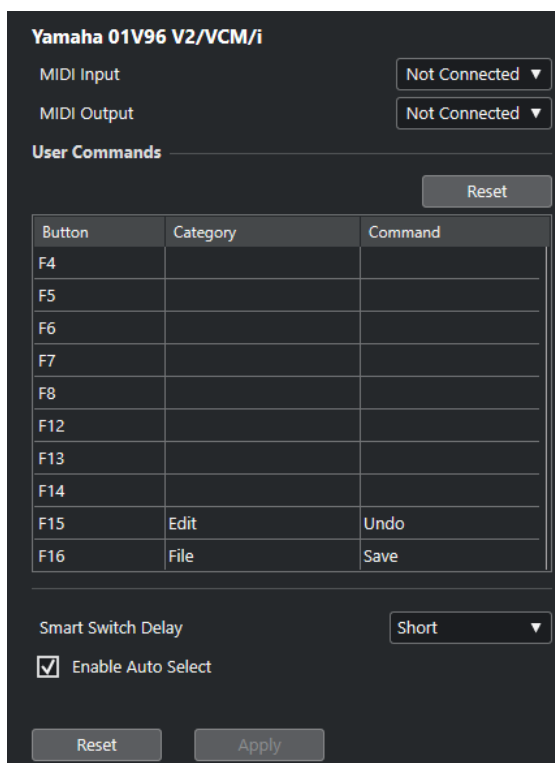 Yamaha 01V96 V2/VCM/i
MIDI Input Not Connected ▼
MIDI Output Not Connected ▼
User Commands
Reset
Button Category Command
F4
F5
F6
F7
F8
F12
F13
F14
F15 Edit Undo
F16 File Save
Smart Switch Delay Short ▼
Enable Auto Select
Reset Apply